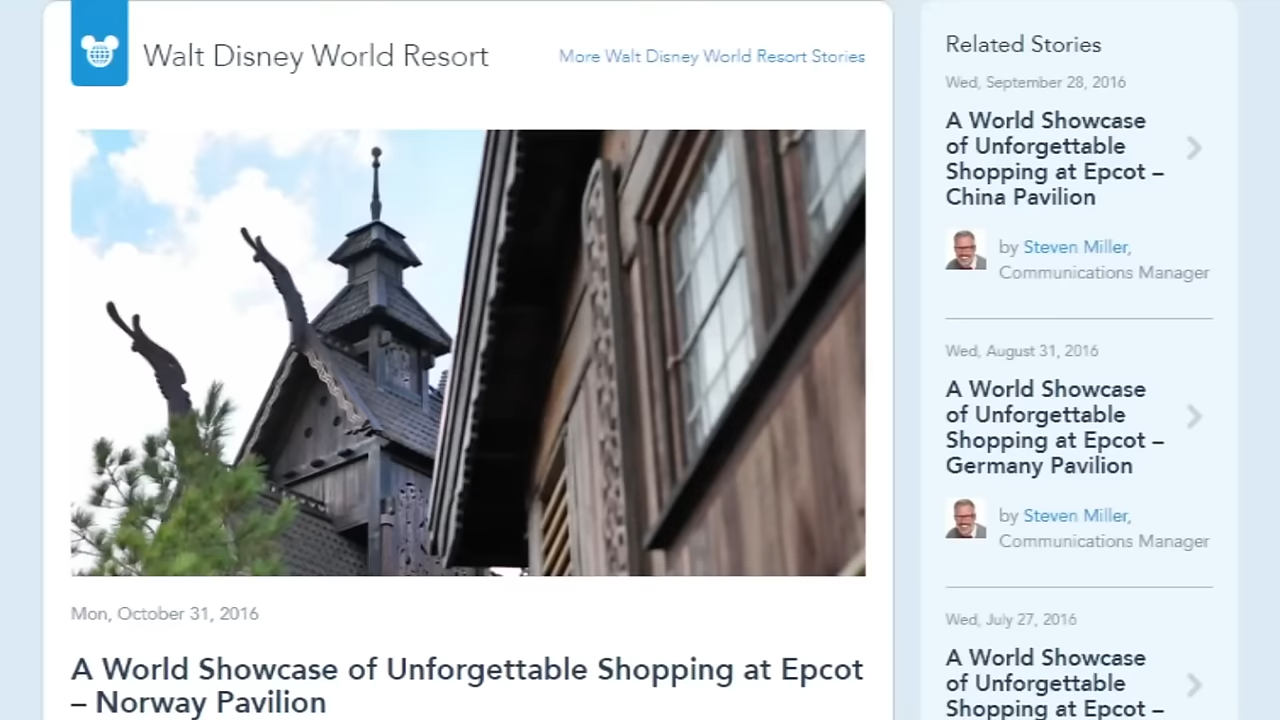 Walt Disney World Resort
More Walt Disney World Resort Stories
Mon, October 31, 2016
A World Showcase of Unforgettable Shopping at Epcot
– Norway Pavilion
Related Stories
Wed, September 28, 2016
A World Showcase
of Unforgettable
Shopping at Epcot –
China Pavilion
by Steven Miller,
Communications Manager
Wed, August 31, 2016
A World Showcase
of Unforgettable
Shopping at Epcot –
Germany Pavilion
by Steven Miller,
Communications Manager
Wed, July 27, 2016
A World Showcase
of Unforgettable
Shopping at Epcot –